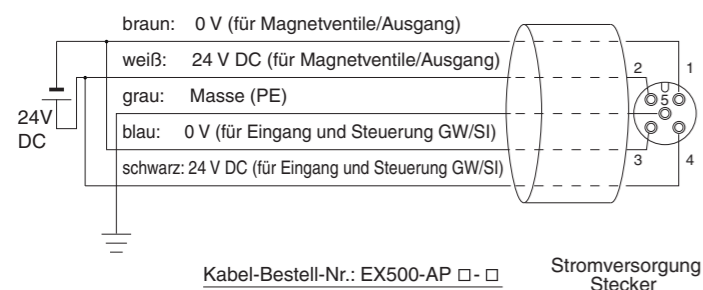 braun: 0 V (für Magnetventile/Ausgang)
weiß: 24 V DC (für Magnetventile/Ausgang)
grau: Masse (PE)
blau: 0 V (für Eingang und Steuerung GW/SI)
schwarz: 24 V DC (für Eingang und Steuerung GW/SI)
24V
DC
2
1
5
3
4
Kabel-Bestell-Nr.: EX500-AP □-□
Stromversorgung
Stecker